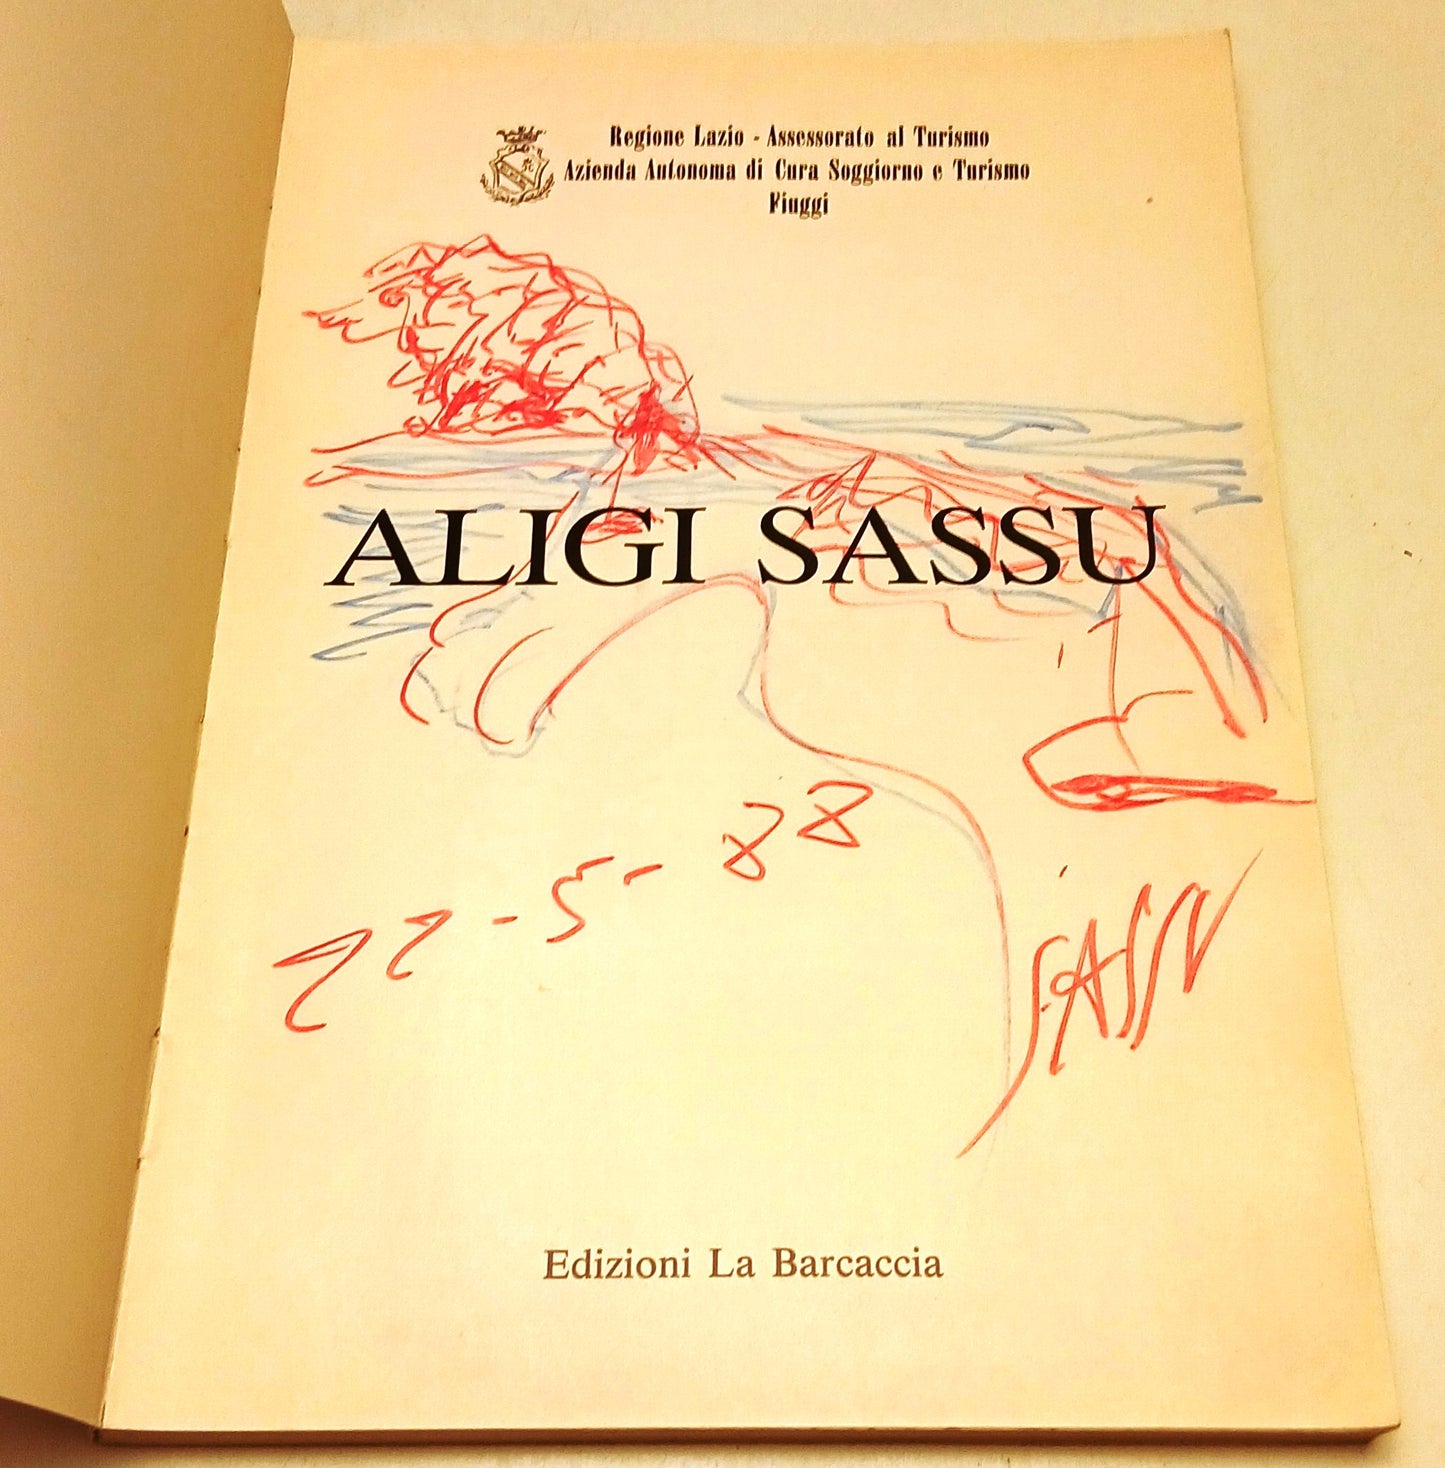 Regione Lazio - Assessorato al Turismo
Azienda Autonoma di Cura Soggiorno e Turismo
Fiuggi
ALIGI SASSU
22-5-88
SASSU
Edizioni La Barcaccia